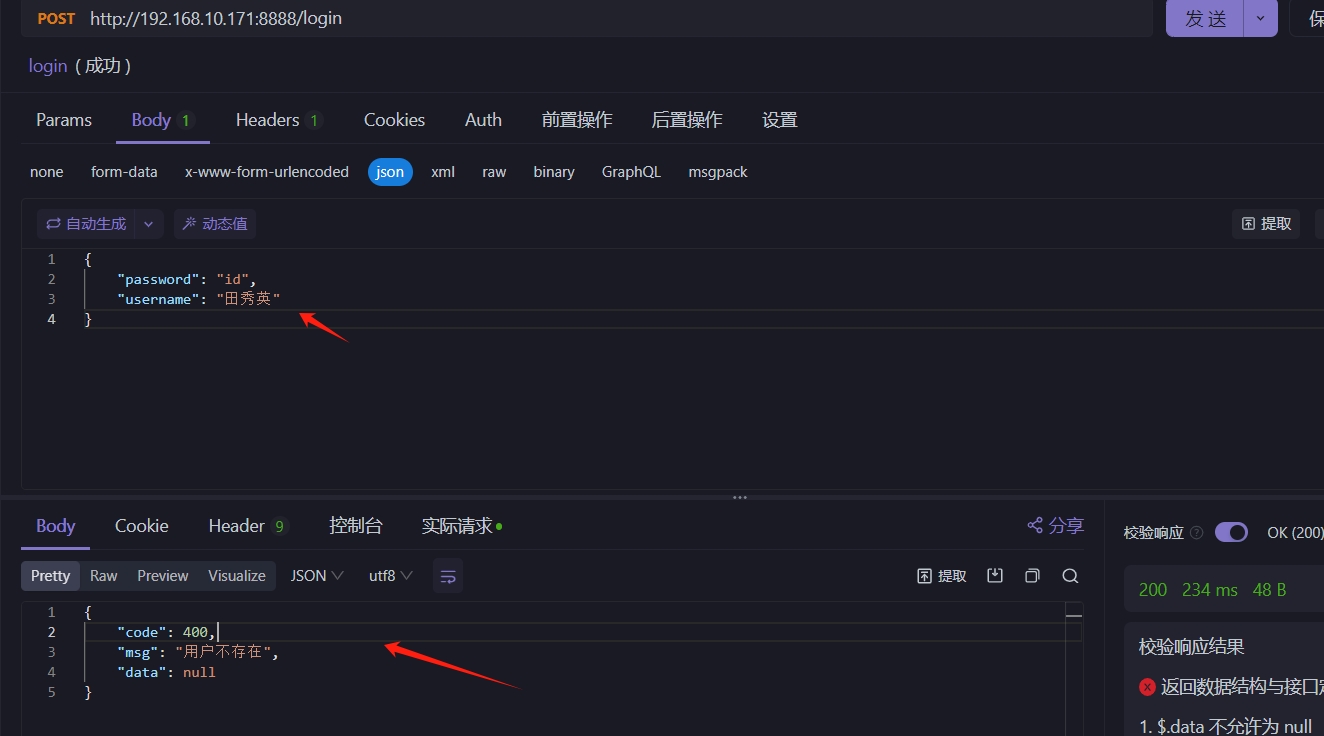 POST http://192.168.10.171:8888/login 发 送
login ( 成功 )
Params Body 1 Headers 1 Cookies Auth 前置操作 后置操作 设置
none form-data x-www-form-urlencoded json xml raw binary GraphQL msgpack
自动生成 动态值 提取
1 {
2 "password": "id",
3 "username": "田秀英"
4 }
Body Cookie Header 9 控制台 实际请求 分享
校验响应 ? OK (200)
Pretty Raw Preview Visualize JSON utf8 提取
200 234 ms 48 B
1 {
2 "code": 400,
3 "msg": "用户不存在",
4 "data": null
5 }
校验响应结果
返回数据结构与接口
1. $.data 不允许为 null